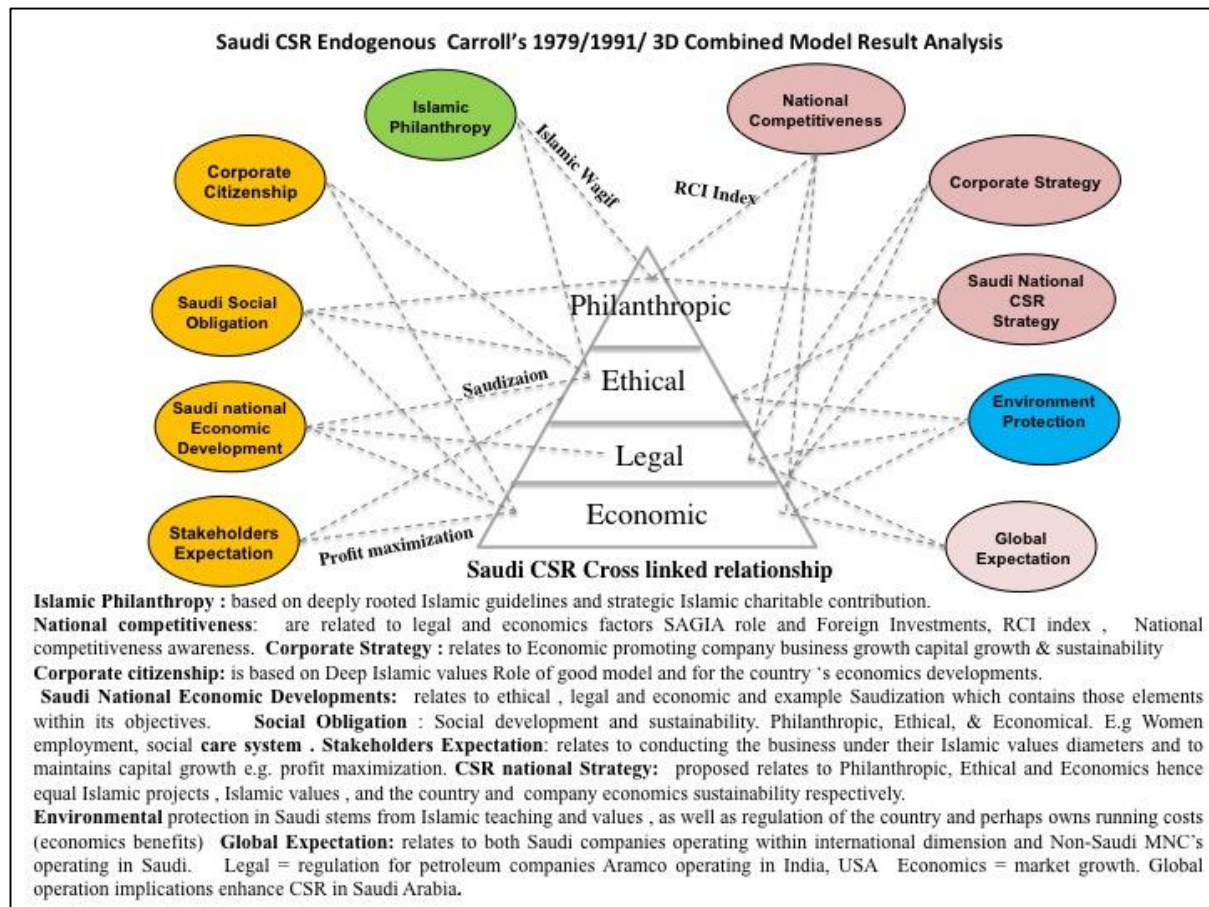 Saudi CSR Endogenous Carroll's 1979/1991/ 3D Combined Model Result Analysis
Islamic
Philanthropy
National
Competitiveness
Corporate
Citizenship
Islamic Wagif
RCI Index
Corporate Strategy
Saudi Social
Obligation
Philanthropic
Saudi National
CSR
Strategy
Saudizaion
Ethical
Saudi national
Economic
Development
Environment
Protection
Legal
Stakeholders
Expectation
Profit maximization
Economic
Global
Expectation
Saudi CSR Cross linked relationship
Islamic Philanthropy : based on deeply rooted Islamic guidelines and strategic Islamic charitable contribution.
National competitiveness: are related to legal and economics factors SAGIA role and Foreign Investments, RCI index , National
competitiveness awareness. Corporate Strategy : relates to Economic promoting company business growth capital growth & sustainability
Corporate citizenship: is based on Deep Islamic values Role of good model and for the country 's economics developments.
Saudi National Economic Developments: relates to ethical , legal and economic and example Saudization which contains those elements
within its objectives. Social Obligation : Social development and sustainability. Philanthropic, Ethical, & Economical. E.g Women
employment, social care system . Stakeholders Expectation: relates to conducting the business under their Islamic values diameters and to
maintains capital growth e.g. profit maximization. CSR national Strategy: proposed relates to Philanthropic, Ethical and Economics hence
equal Islamic projects , Islamic values , and the country and company economics sustainability respectively.
Environmental protection in Saudi stems from Islamic teaching and values , as well as regulation of the country and perhaps owns running costs
(economics benefits) Global Expectation: relates to both Saudi companies operating within international dimension and Non-Saudi MNC's
operating in Saudi. Legal = regulation for petroleum companies Aramco operating in India, USA Economics = market growth. Global
operation implications enhance CSR in Saudi Arabia.